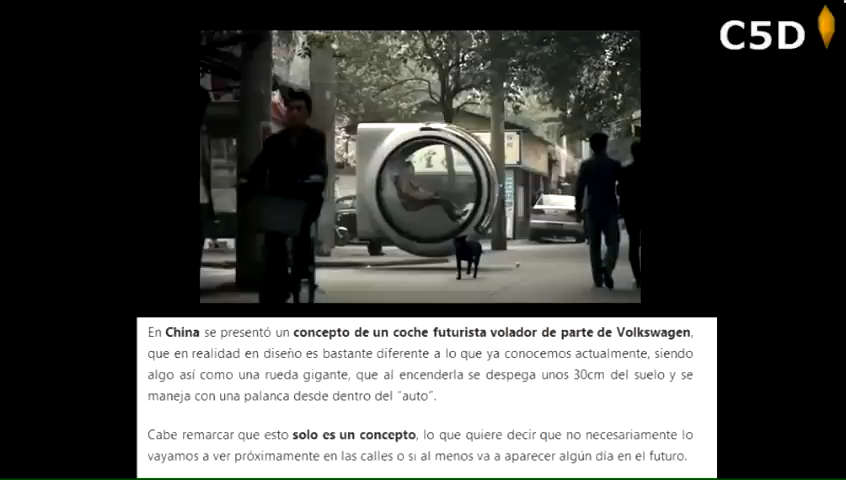 C5D
En China se presentó un concepto de un coche futurista volador de parte de Volkswagen,
que en realidad en diseño es bastante diferente a lo que ya conocemos actualmente, siendo
algo así como una rueda gigante, que al encenderla se despega unos 30cm del suelo y se
maneja con una palanca desde dentro del "auto".
Cabe remarcar que esto solo es un concepto, lo que quiere decir que no necesariamente lo
vayamos a ver próximamente en las calles o si al menos va a aparecer algún día en el futuro.